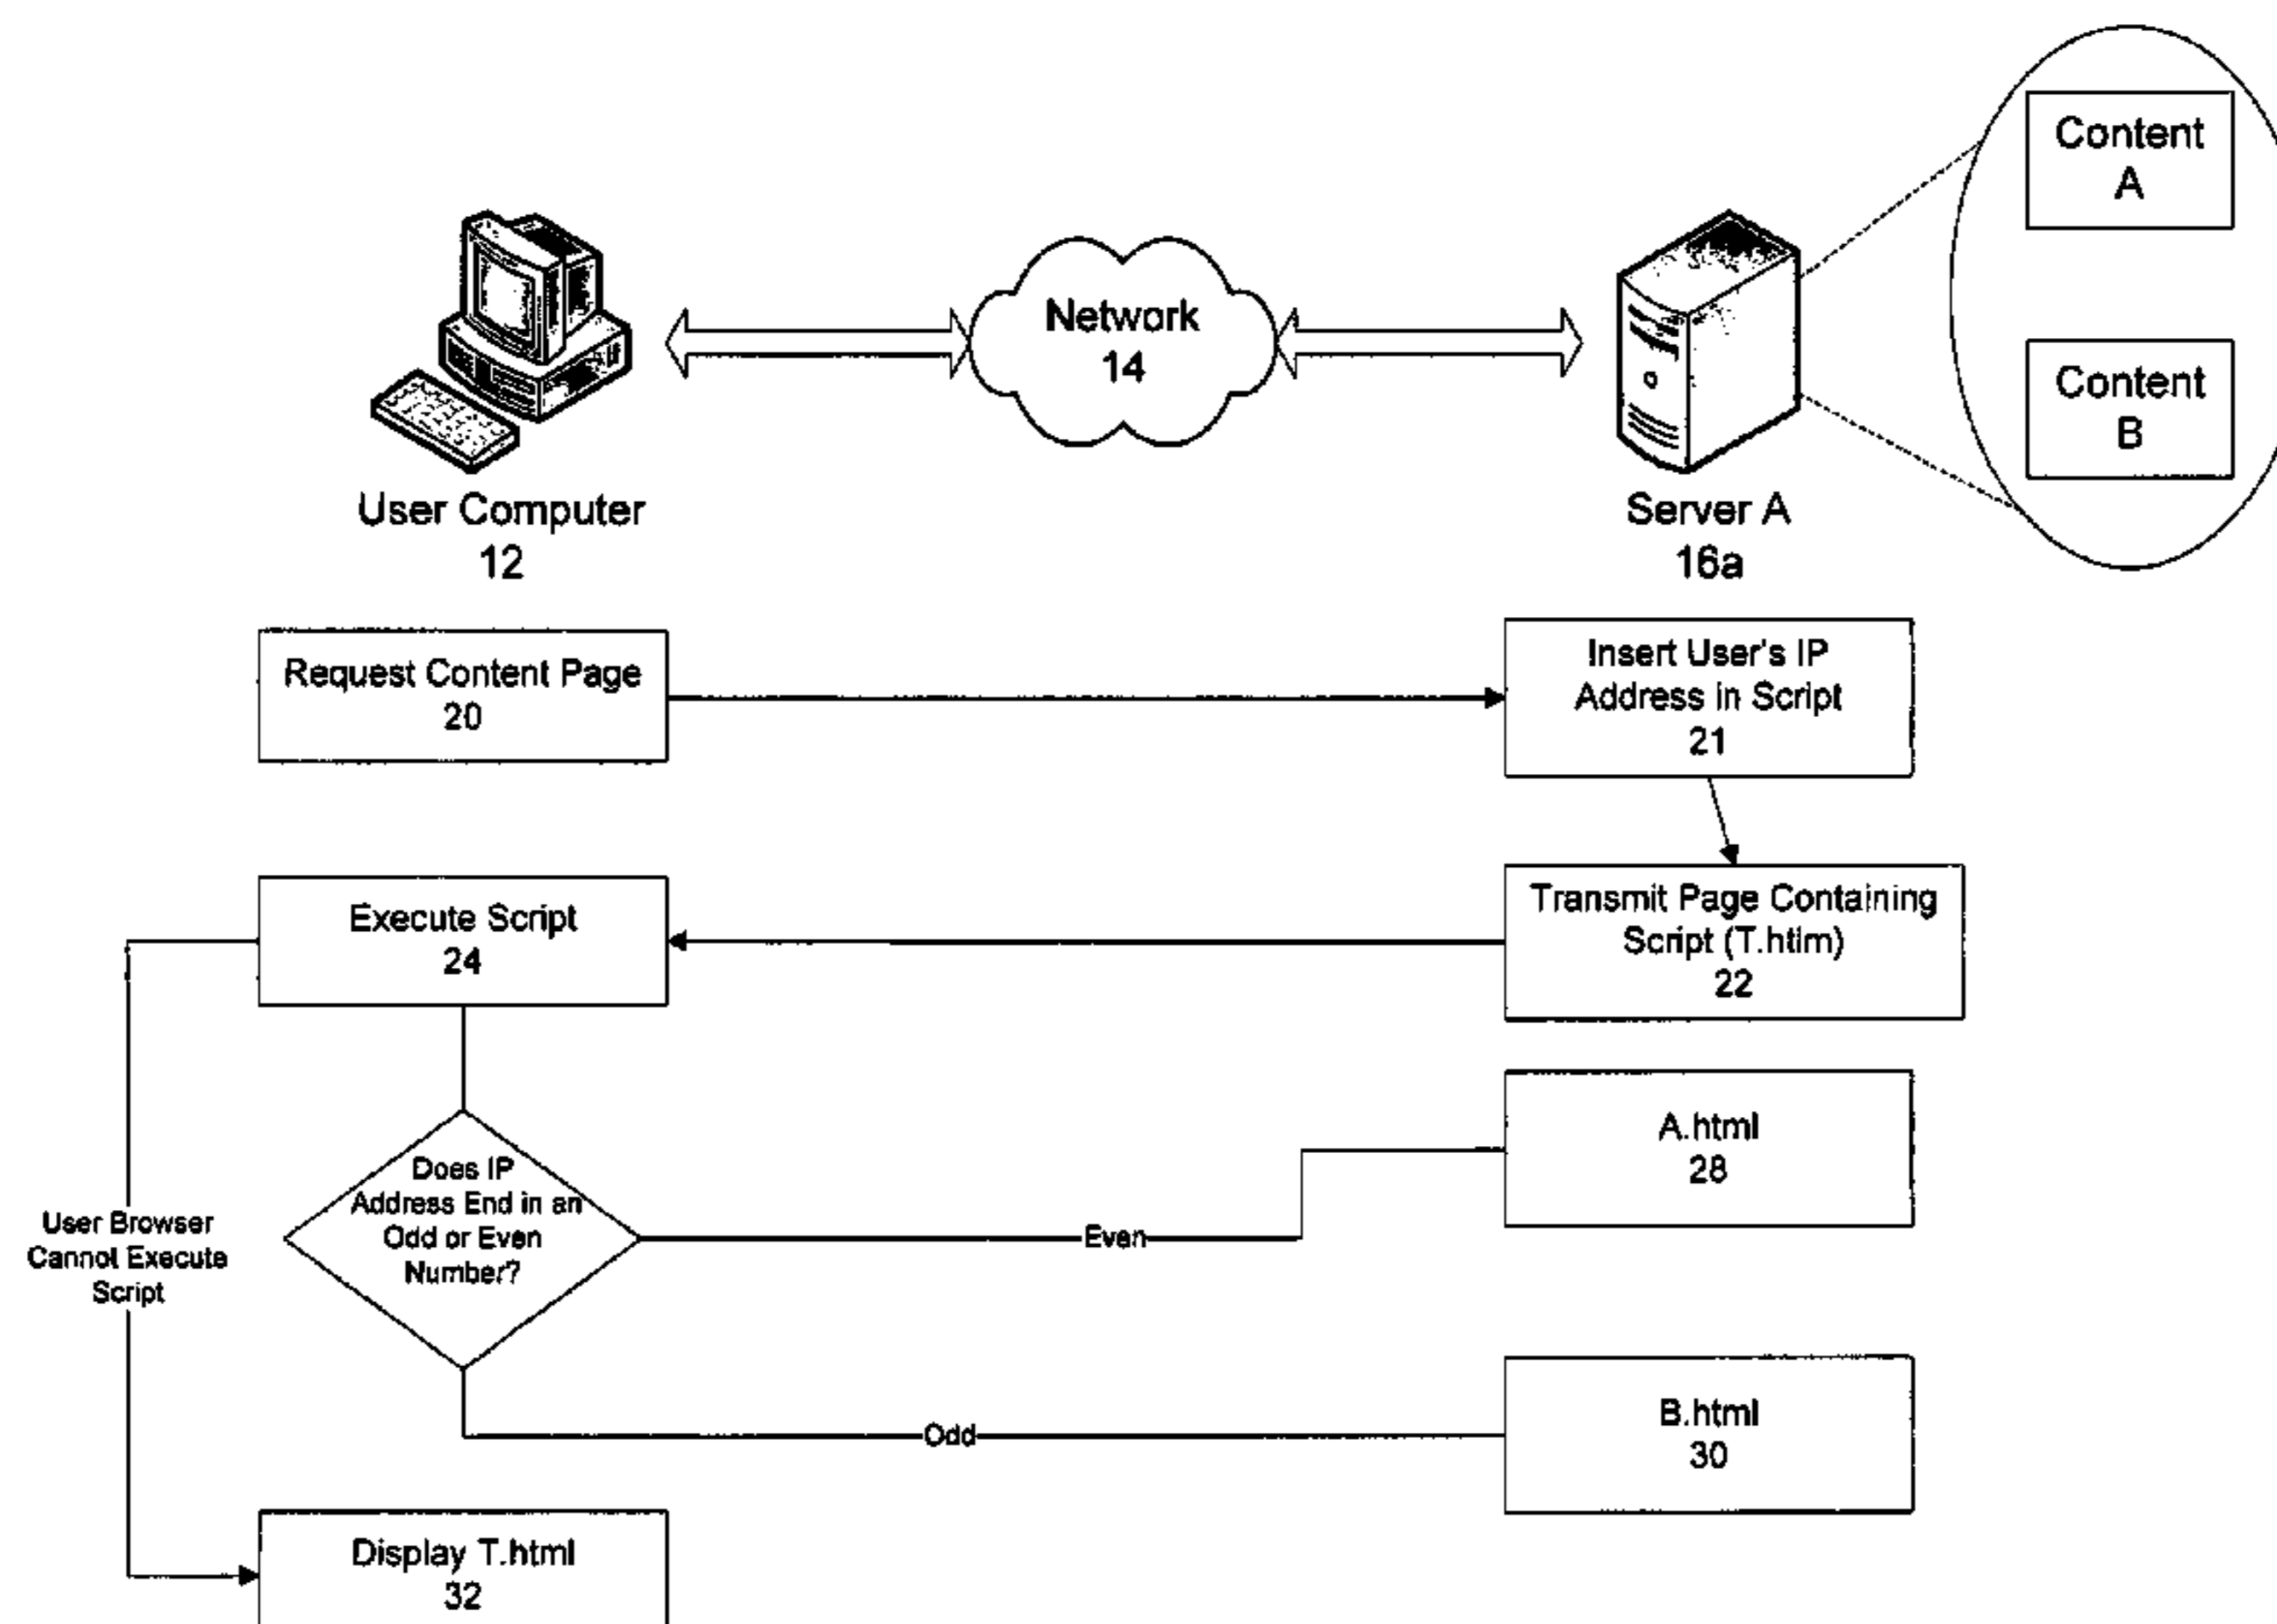 Content
A
Content
B
Network
14
User Computer
12
Server A
16a
Request Content Page
20
Insert User's IP
Address in Script
21
Execute Script
24
Transmit Page Containing
Script (T.htlm)
22
Does IP
Address End in an
Odd or Even
Number?
Even
A.html
28
User Browser
Cannot Execute
Script
Odd
B.html
30
Display T.html
32